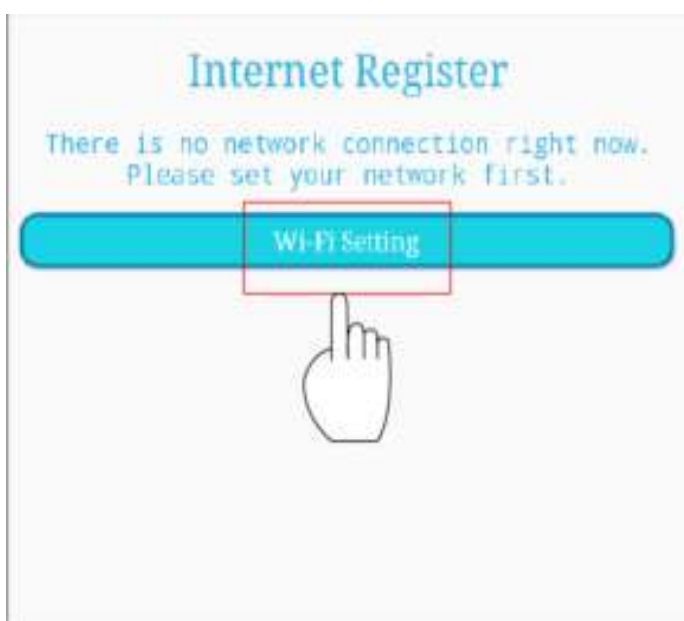 Internet Register
There is no network connection right now.
Please set your network first.
Wi-Fi Setting